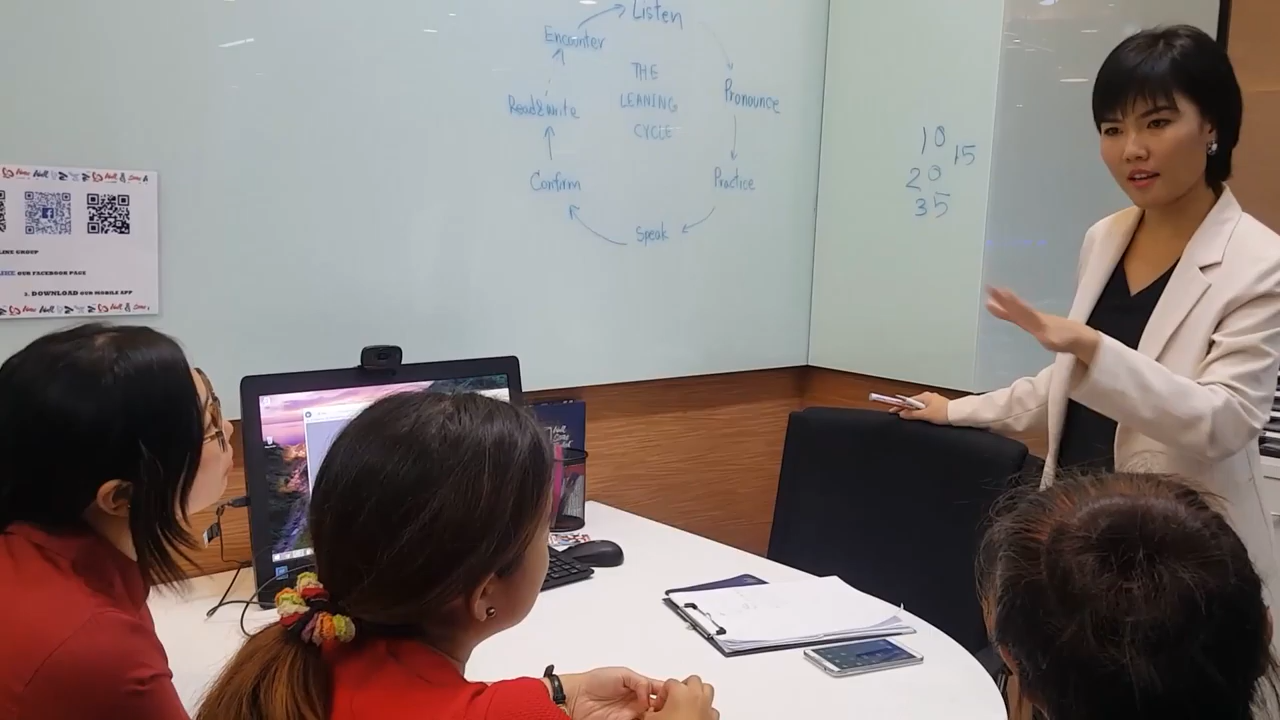 Listen
Encounter
THE
LEANING
CYCLE
Pronounce
Read&write
Confirm
Practice
Speak
10
15
20
35
LINE GROUP
OUR FACEBOOK PAGE
3. DOWNLOAD OUR MOBILE APP